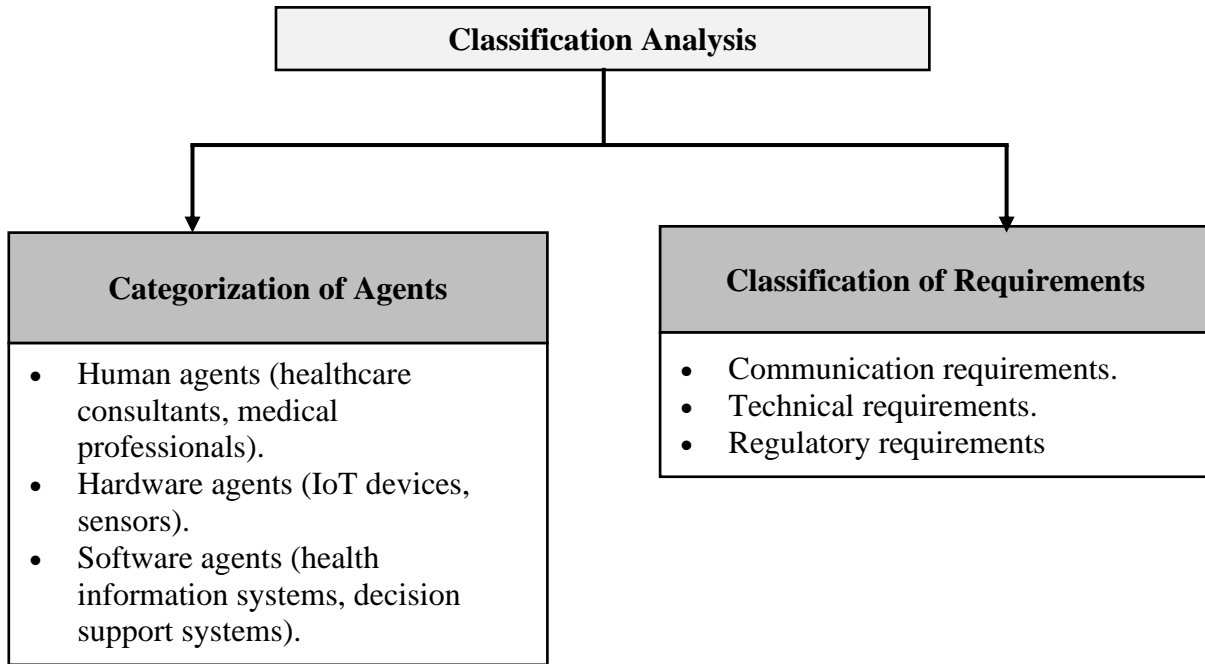 Classification Analysis
Categorization of Agents
• Human agents (healthcare
consultants, medical
professionals).
• Hardware agents (IoT devices,
sensors).
• Software agents (health
information systems, decision
support systems).
Classification of Requirements
• Communication requirements.
• Technical requirements.
• Regulatory requirements